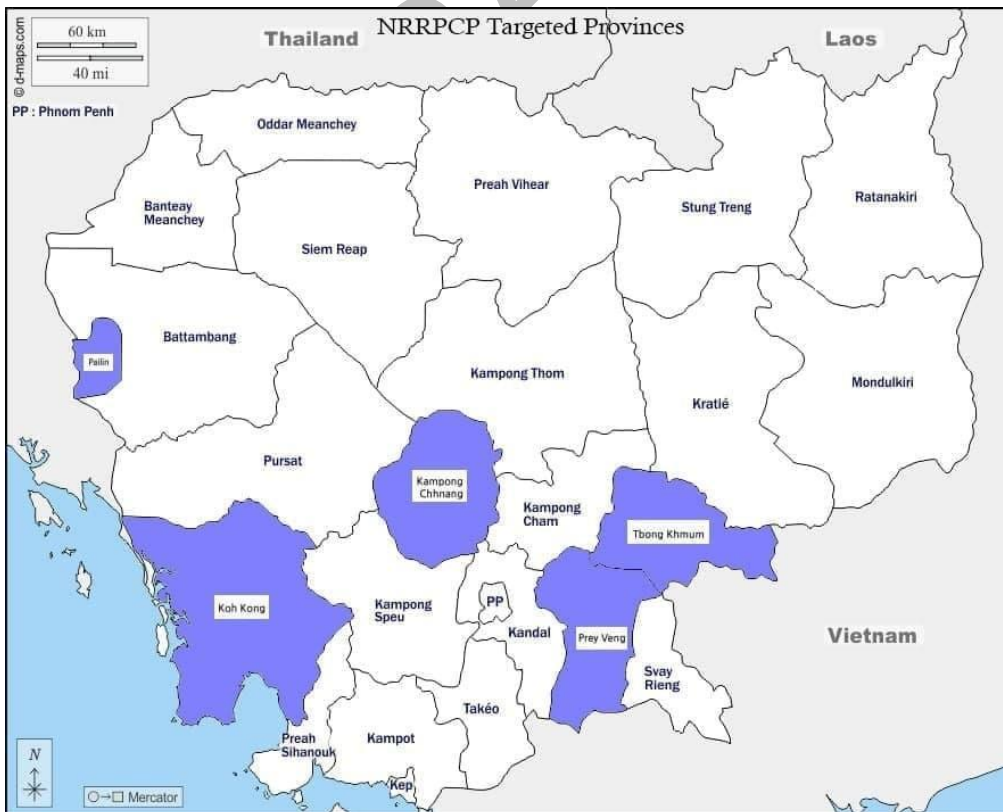 NRRPCP Targeted Provinces
60 km
40 mi
© d-maps.com
PP : Phnom Penh
Thailand
Laos
Oddar Meanchey
Preah Vihear
Stung Treng
Ratanakiri
Banteay
Meanchey
Siem Reap
Battambang
Pailin
Kampong Thom
Kratié
Mondulkiri
Pursat
Kampong
Chhnang
Kampong
Cham
Tbong Khmum
Koh Kong
Kampong
Speu
PP
Kandal
Prey Veng
Vietnam
Svay
Rieng
Takéo
Preah
Sihanouk
Kampot
Kep
N
Mercator